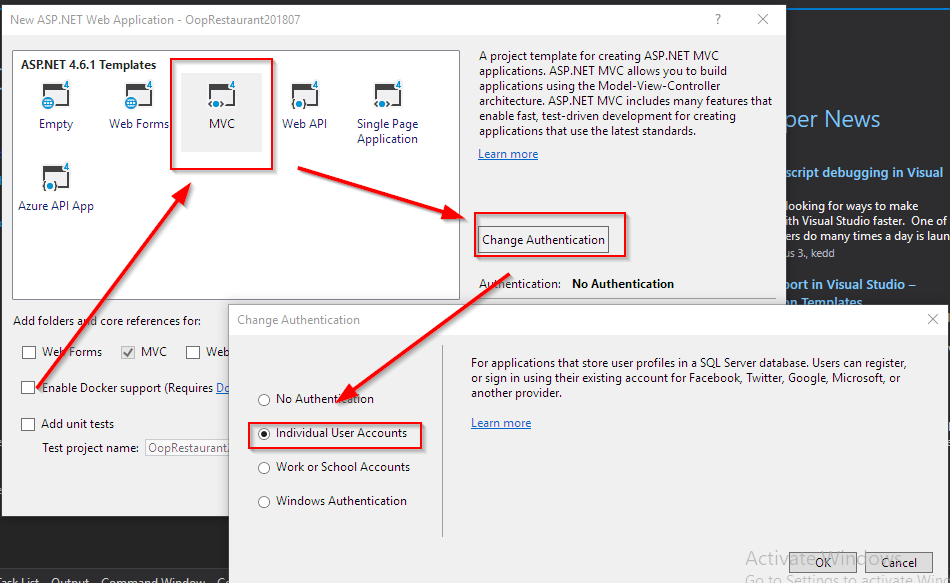 New ASP.NET Web Application - OopRestaurant201807
ASP.NET 4.6.1 Templates
Empty
Web Forms
MVC
Web API
Single Page
Application
Azure API App
A project template for creating ASP.NET MVC
applications. ASP.NET MVC allows you to build
applications using the Model-View-Controller
architecture. ASP.NET MVC includes many features that
enable fast, test-driven development for creating
applications that use the latest standards.
Learn more
Change Authentication
Authentication: No Authentication
Add folders and core references for:
Web Forms
MVC
Web
Enable Docker support (Requires Do
Add unit tests
Test project name: OopRestaurant
per News
script debugging in Visual
looking for ways to make
ith Visual Studio faster. One of
ers do many times a day is laun
us 3., kedd
port in Visual Studio –
n Templates
Change Authentication
No Authentication
Individual User Accounts
Work or School Accounts
Windows Authentication
For applications that store user profiles in a SQL Server database. Users can register,
or sign in using their existing account for Facebook, Twitter, Google, Microsoft, or
another provider.
Learn more
Activate Windows
Go to Settings to activate Wind
OK
Cancel
Task List
Output
Command Window